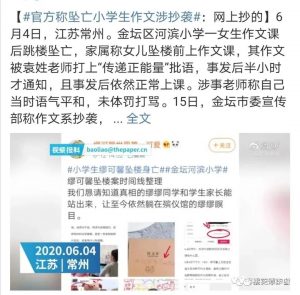 【#官方称坠亡小学生作文涉抄袭#：网上抄的】6
月4日，江苏常州。金坛区河滨小学一女生作文课
后跳楼坠亡，家属称女儿坠楼前上作文课，其作文
被袁姓老师打上“传递正能量”批语，事发后半小时
才通知，且事发后依然正常上课。涉事老师称自己
当时语气平和，未体罚打骂。15日，金坛市委宣传
部称作文系抄袭，... 全文
视频报料
baoliao@thepaper.cn
#小学生缪可馨坠楼身亡##金坛河滨小学#
缪可馨坠楼案时间线整理
我们恳请知道真相的缪缪同学和学生家长能
站出来，让至今依然躺在殡仪馆的缪缪瞑
目。
2020.06.04
江苏 | 常州